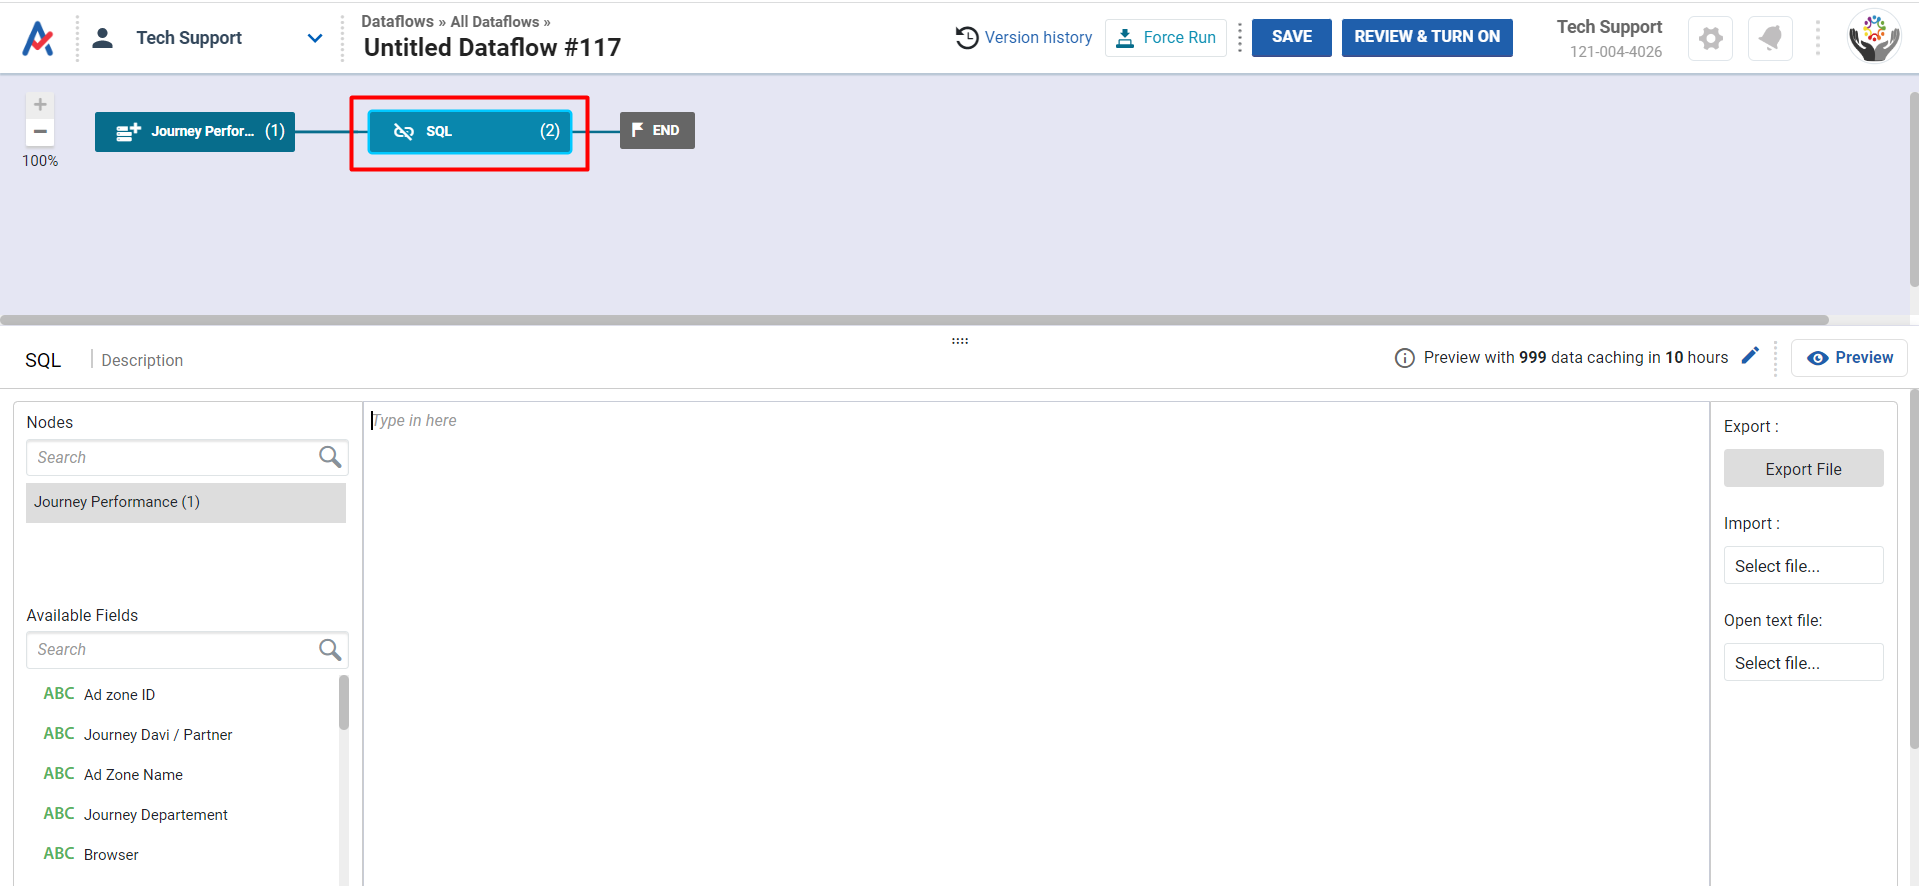 Tech Support
Dataflows » All Dataflows »
Untitled Dataflow #117
Version history
Force Run
SAVE
REVIEW & TURN ON
Tech Support
121-004-4026
100%
Journey Perfor... (1)
SQL (2)
END
SQL
Description
Preview with 999 data caching in 10 hours
Preview
Nodes
Search
Journey Performance (1)
Available Fields
Search
ABC Ad zone ID
ABC Journey Davi / Partner
ABC Ad Zone Name
ABC Journey Departement
ABC Browser
Type in here
Export :
Export File
Import :
Select file...
Open text file:
Select file...